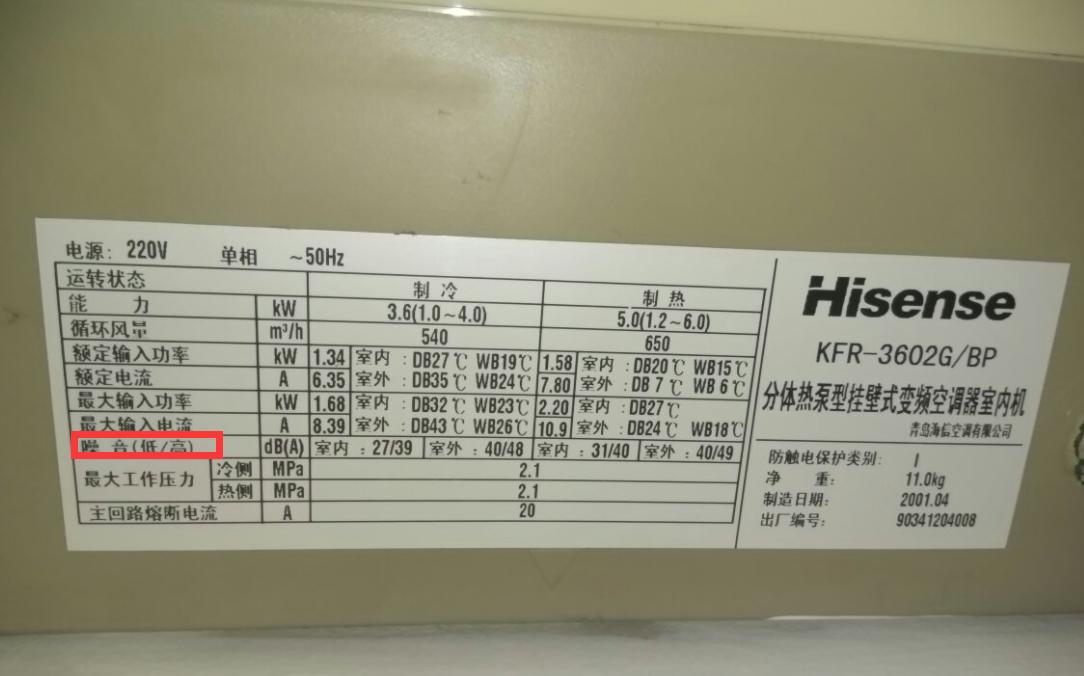 电源: 220V 单相 ~50Hz
运转状态 制冷 制热
能 力 kW 3.6(1.0~4.0) 5.0(1.2~6.0)
循环风量 m³/h 540 650
额定输入功率 kW 1.34 室内:DB27℃ WB19℃ 1.58 室内:DB20℃ WB15℃
额定电流 A 6.35 室外:DB35℃ WB24℃ 7.80 室外:DB 7℃ WB 6℃
最大输入功率 kW 1.68 室内:DB32℃ WB23℃ 2.20 室内:DB27℃
最大输入电流 A 8.39 室外:DB43℃ WB26℃ 10.9 室外:DB24℃ WB18℃
噪 音(低/高) dB(A) 室内:27/39 室外:40/48 室内:31/40 室外:40/49
最大工作压力 冷侧 MPa 2.1
热侧 MPa 2.1
主回路熔断电流 A 20
Hisense
KFR-3602G/BP
分体热泵型挂壁式变频空调器室内机
青岛海信空调有限公司
防触电保护类别: I
净 重: 11.0kg
制造日期: 2001.04
出厂编号: 90341204008